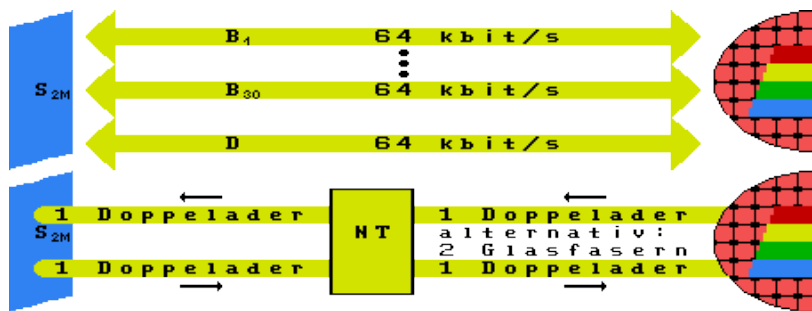 B1 64 kbit/s
S2M B30 64 kbit/s
D 64 kbit/s
1 Doppelader 1 Doppelader
S2M NT alternativ:
2 Glasfasern
1 Doppelader 1 Doppelader